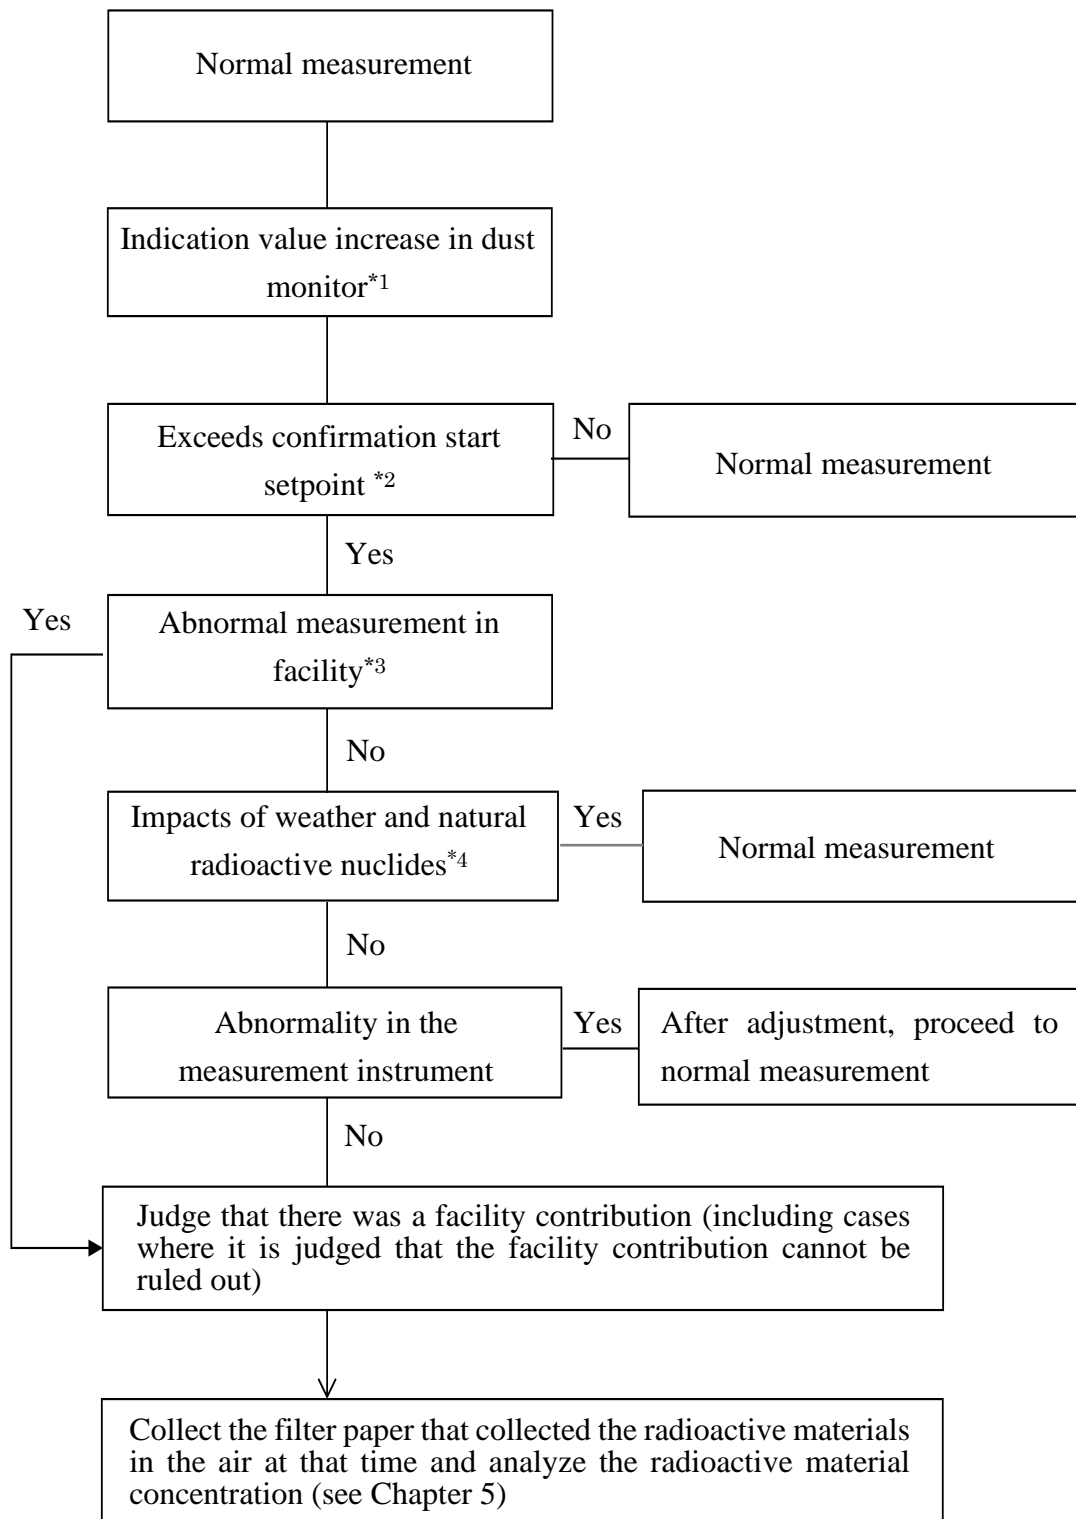 Normal measurement
Indication value increase in dust
monitor*1
Exceeds confirmation start
setpoint *2
No
Normal measurement
Yes
Yes
Abnormal measurement in
facility*3
No
Impacts of weather and natural
radioactive nuclides*4
Yes
Normal measurement
No
Abnormality in the
measurement instrument
Yes
After adjustment, proceed to
normal measurement
No
Judge that there was a facility contribution (including cases
where it is judged that the facility contribution cannot be
ruled out)
Collect the filter paper that collected the radioactive materials
in the air at that time and analyze the radioactive material
concentration (see Chapter 5)